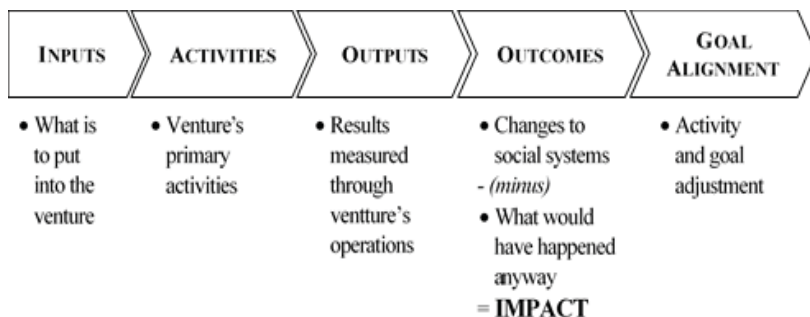 INPUTS
ACTIVITIES
OUTPUTS
OUTCOMES
GOAL
ALIGNMENT
• What is
to put
into the
venture
• Venture's
primary
activities
• Results
measured
through
ventture's
operations
• Changes to
social systems
- (minus)
• What would
have happened
anyway
= IMPACT
• Activity
and goal
adjustment